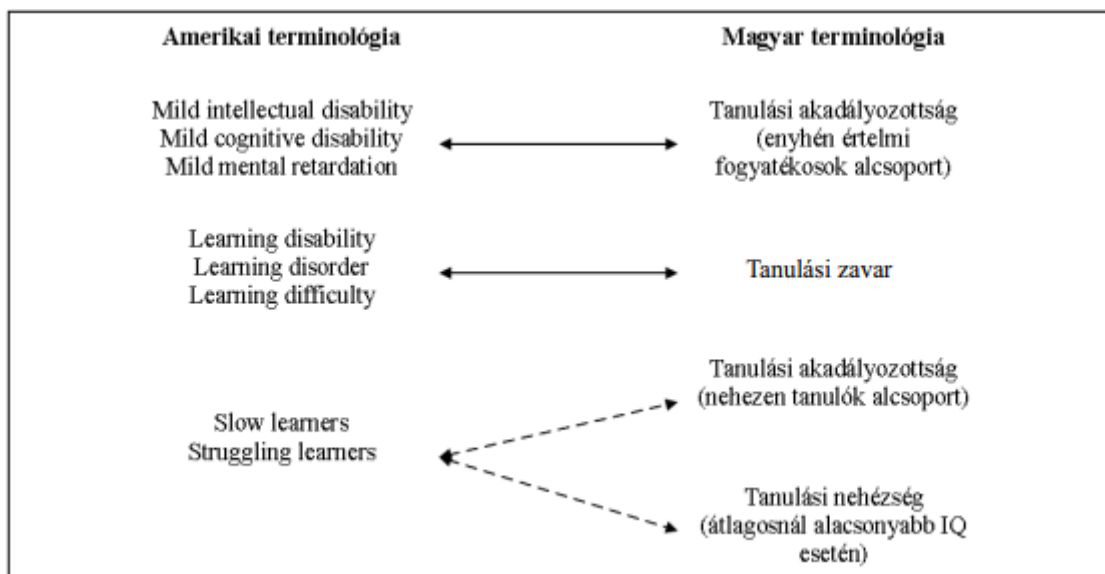 Amerikai terminológia
Magyar terminológia
Mild intellectual disability
Mild cognitive disability
Mild mental retardation
Tanulási akadályozottság
(enyhén értelmi
fogyatékosok alcsoport)
Learning disability
Learning disorder
Learning difficulty
Tanulási zavar
Slow learners
Struggling learners
Tanulási akadályozottság
(nehezen tanulók alcsoport)
Tanulási nehézség
(átlagosnál alacsonyabb IQ
esetén)